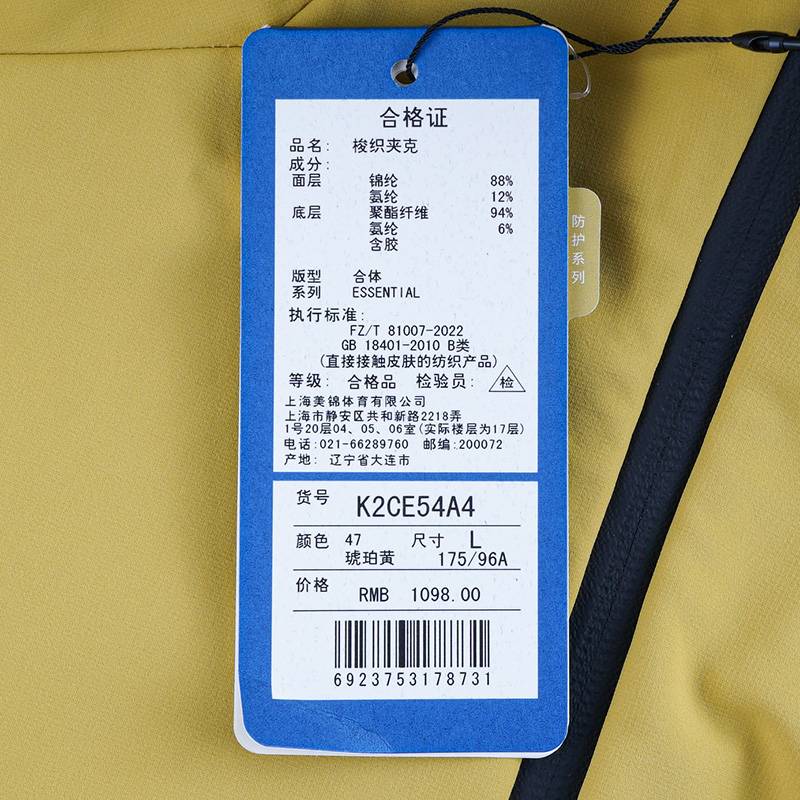 合格证
品名: 梭织夹克
成分:
面层 锦纶 88%
氨纶 12%
底层 聚酯纤维 94%
氨纶 6%
含胶
版型 合体
系列 ESSENTIAL
执行标准:
FZ/T 81007-2022
GB 18401-2010 B类
(直接接触皮肤的纺织产品)
等级: 合格品 检验员: 检
上海美锦体育有限公司
上海市静安区共和新路2218弄
1号20层04、05、06室(实际楼层为17层)
电话:021-66289760 邮编:200072
产地: 辽宁省大连市
货号 K2CE54A4
颜色 47 尺寸 L
琥珀黄 175/96A
价格 RMB 1098.00
6923753178731
防护系列